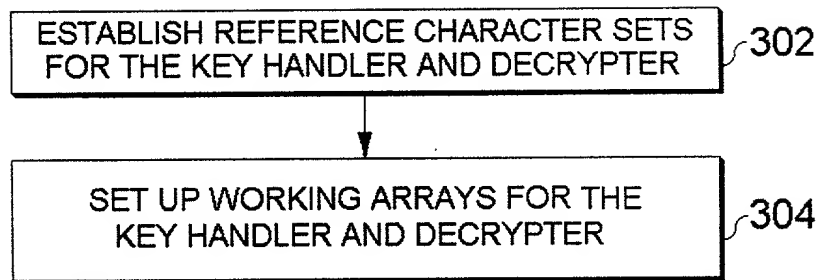 ESTABLISH REFERENCE CHARACTER SETS
FOR THE KEY HANDLER AND DECRYPTER
302
SET UP WORKING ARRAYS FOR THE
KEY HANDLER AND DECRYPTER
304